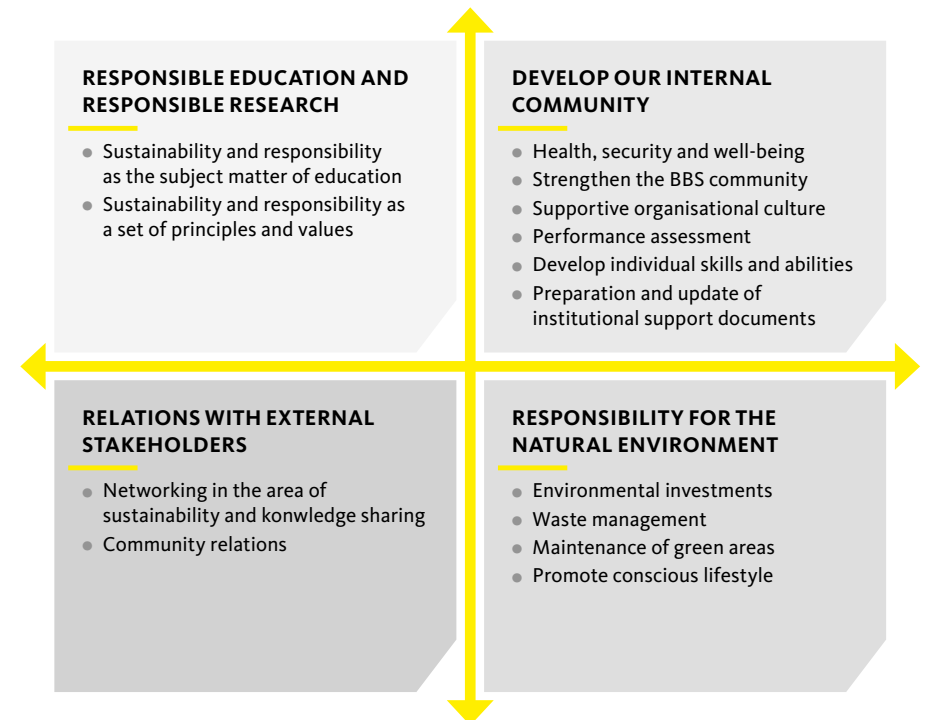 RESPONSIBLE EDUCATION AND
RESPONSIBLE RESEARCH
Sustainability and responsibility
as the subject matter of education
Sustainability and responsibility as
a set of principles and values
DEVELOP OUR INTERNAL
COMMUNITY
Health, security and well-being
Strengthen the BBS community
Supportive organisational culture
Performance assessment
Develop individual skills and abilities
Preparation and update of
institutional support documents
RELATIONS WITH EXTERNAL
STAKEHOLDERS
Networking in the area of
sustainability and konwledge sharing
Community relations
RESPONSIBILITY FOR THE
NATURAL ENVIRONMENT
Environmental investments
Waste management
Maintenance of green areas
Promote conscious lifestyle